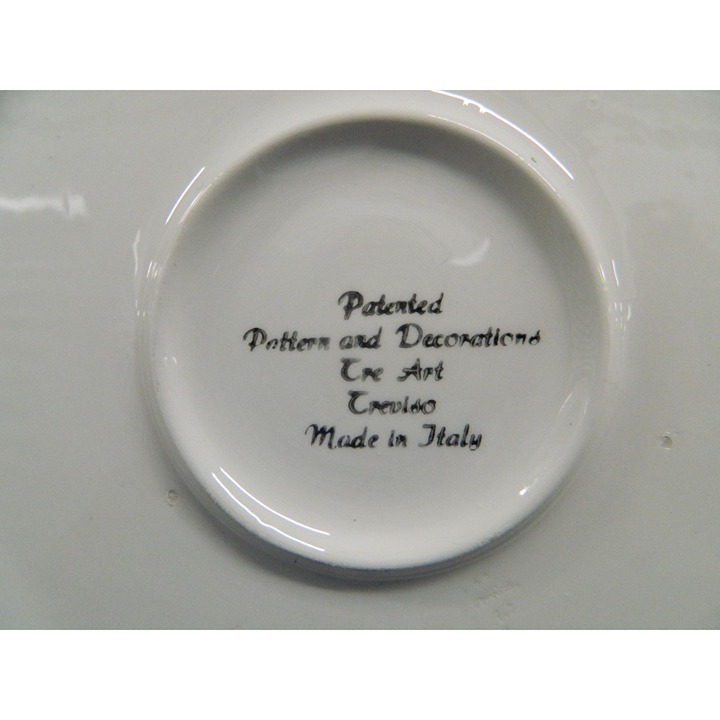 Patented
Pattern and Decorations
Tre Art
Treviso
Made in Italy